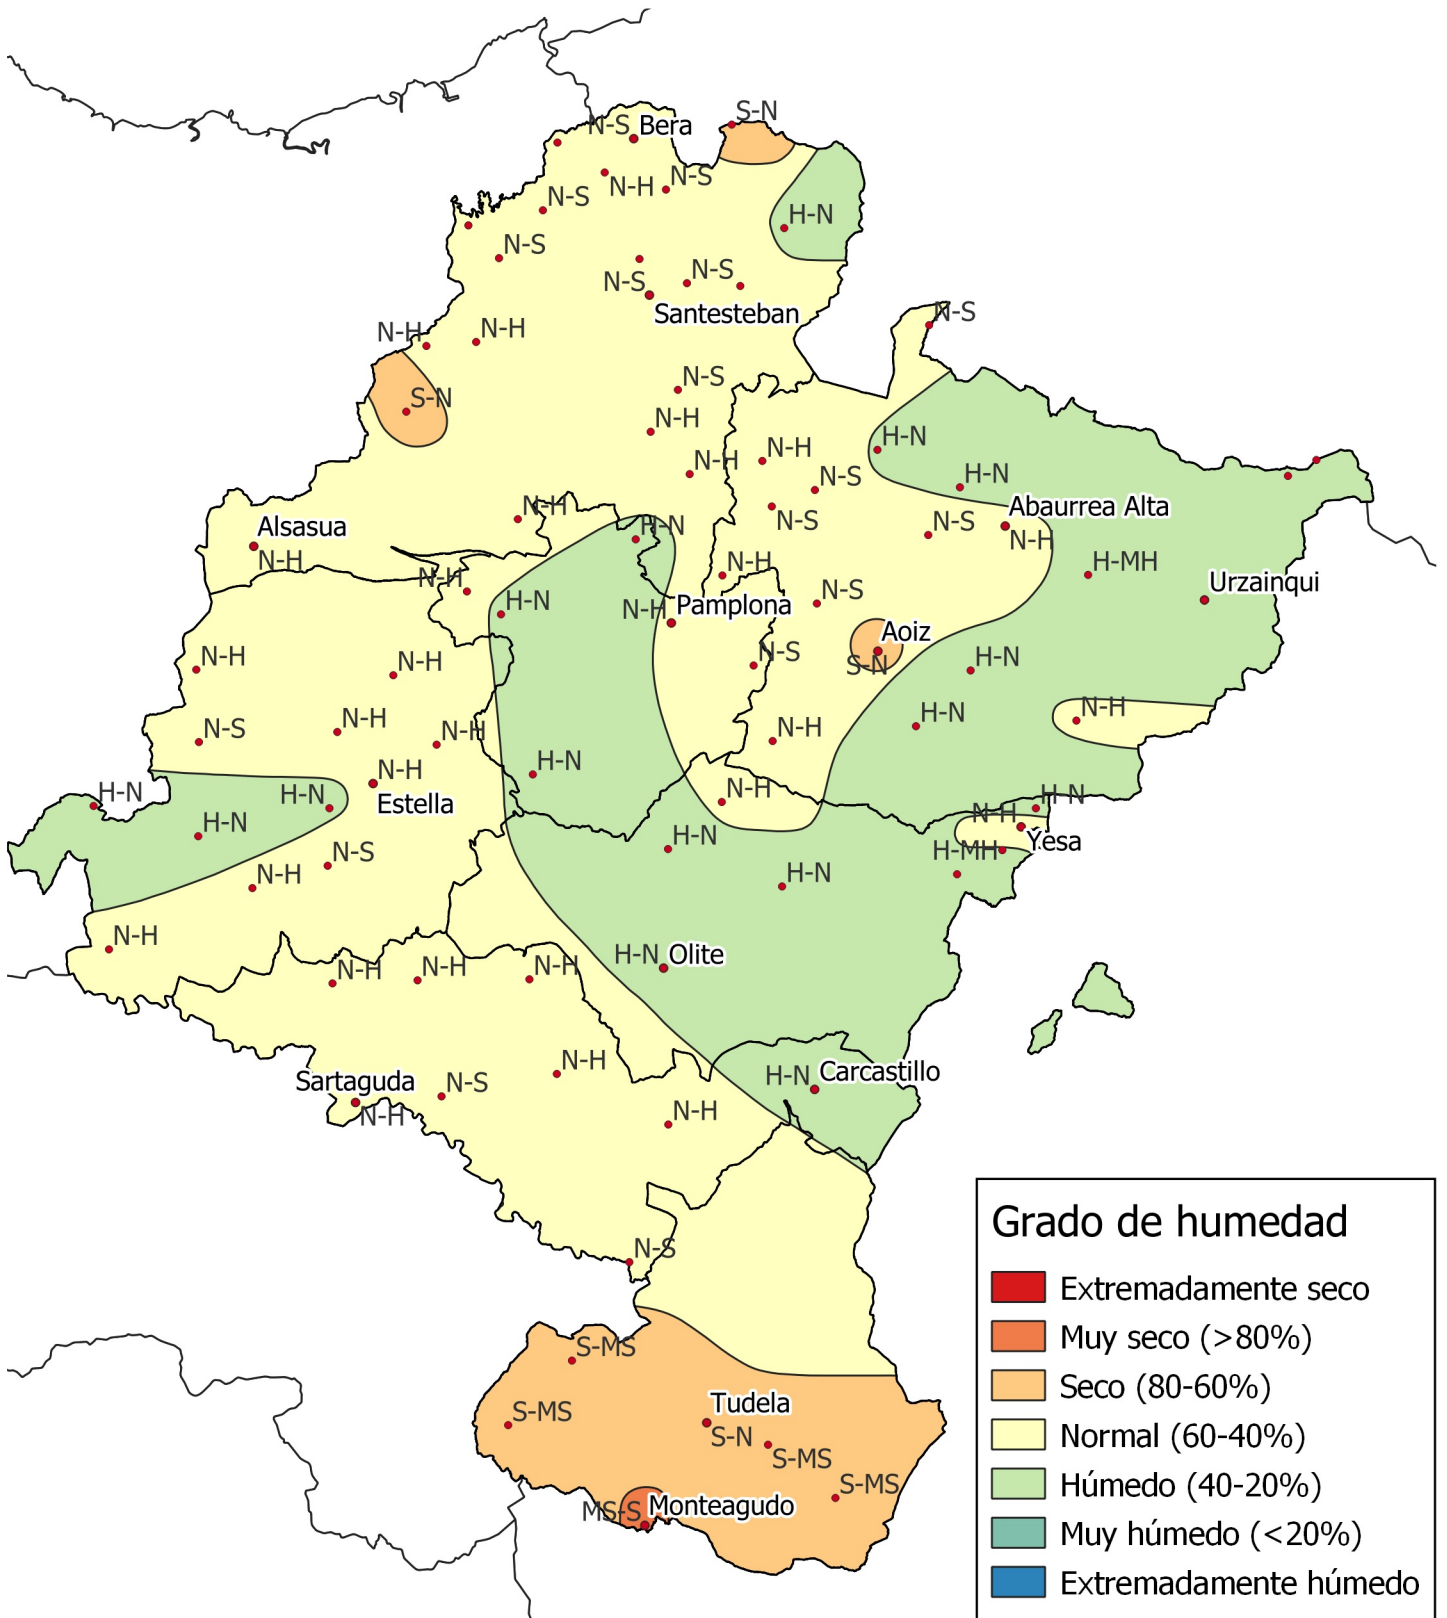 S-N
N-S Bera
N-H
N-S
N-S
H-N
N-S
N-S
N-S
Santesteban
N-S
N-H
N-H
S-N
N-S
N-H
N-H
N-H
H-N
N-S
H-N
N-H
H-N
N-S
N-S
Abaurrea Alta
N-H
Alsasua
N-H
N-H
N-H
H-MH
Urzainqui
H-N
N-H
Pamplona
N-S
Aoiz
S-N
N-H
N-H
N-S
H-N
N-S
N-H
N-H
N-H
H-N
N-H
N-H
Estella
H-N
N-H
H-N
H-N
H-N
H-N
N-H
Yesa
H-MH
H-N
N-S
N-H
H-N
N-H
H-N
Olite
N-H
N-H
N-H
N-H
H-N
Carcastillo
Sartaguda
N-H
N-S
N-H
N-S
S-MS
S-MS
Tudela
S-N
S-MS
S-MS
MS-S
Monteagudo
Grado de humedad
Extremadamente seco
Muy seco (>80%)
Seco (80-60%)
Normal (60-40%)
Húmedo (40-20%)
Muy húmedo (<20%)
Extremadamente húmedo